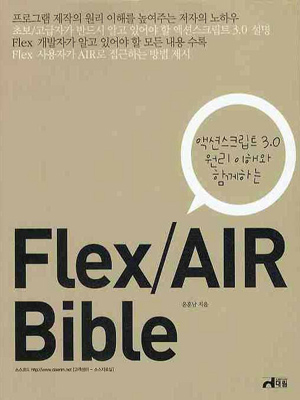 프로그램 제작의 원리 이해를 높여주는 저자의 노하우
초보/고급자가 반드시 알고 있어야 할 액션스크립트 3.0 설명
Flex 개발자가 알고 있어야 할 모든 내용 수록
Flex 사용자가 AIR로 접근하는 방법 제시
액션스크립트 3.0
원리 이해와
함께하는
Flex/AIR
Bible
지음
대림